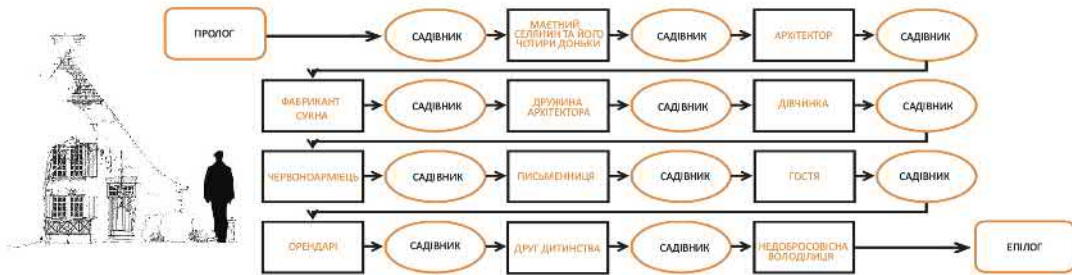 ПРОЛОГ
САДІВНИК
МАЄТНИЙ
СЕЛЯНИН ТА ЙОГО
ЧОТИРИ ДОНЬКИ
САДІВНИК
АРХІТЕКТОР
САДІВНИК
ФАБРИКАНТ
СУКНА
САДІВНИК
ДРУЖИНА
АРХІТЕКТОРА
САДІВНИК
ДІВЧИНКА
САДІВНИК
ЧЕРВОНОАРМІЄЦЬ
САДІВНИК
ПИСЬМЕННИЦЯ
САДІВНИК
ГОСТЯ
САДІВНИК
ОРЕНДАРІ
САДІВНИК
ДРУГ ДИТИНСТВА
САДІВНИК
НЕДОБРОСОВІСНА
ВОЛОДІЛИЦЯ
ЕПІЛОГ